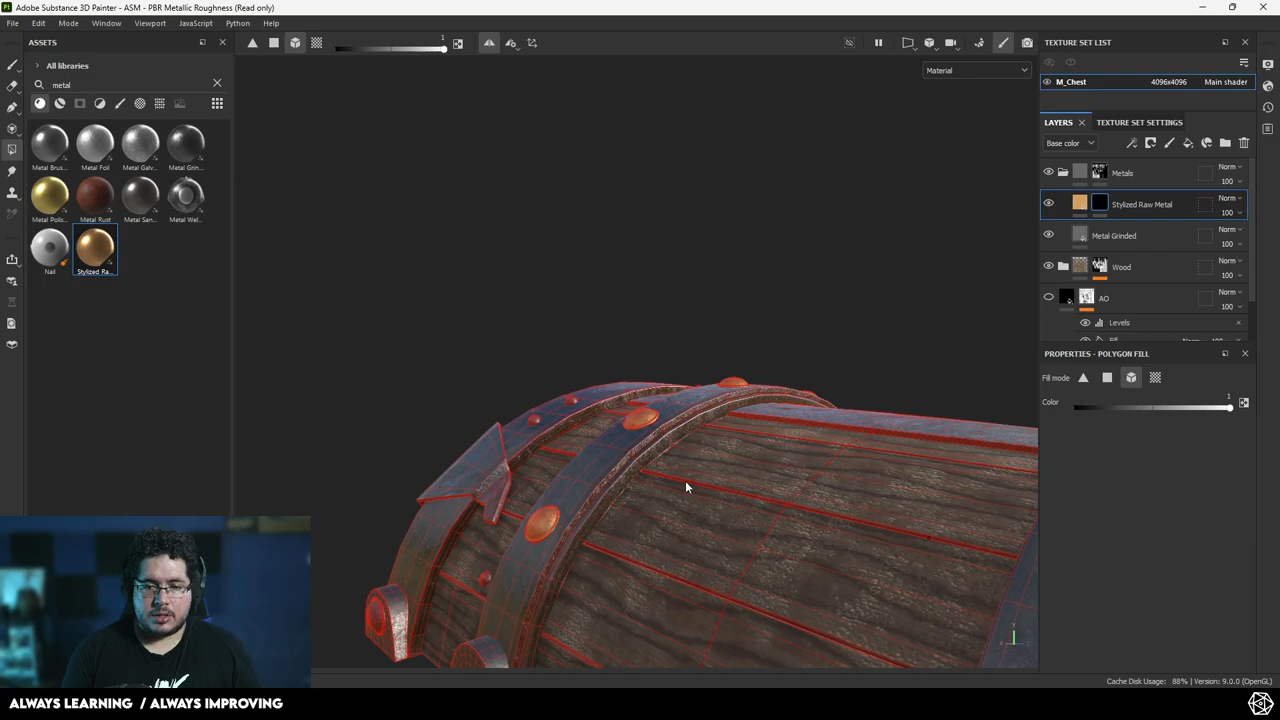 Pt Adobe Substance 3D Painter - ASM - PBR Metallic Roughness (Read only)
File Edit Mode Window Viewport JavaScript Python Help
ASSETS
All libraries
metal
Metal Brus... Metal Foil Metal Galv... Metal Grin...
Metal Polis... Metal Rust Metal San... Metal Wel...
Nail Stylized Ra...
1
Material
TEXTURE SET LIST
M_Chest 4096x4096 Main shader
LAYERS TEXTURE SET SETTINGS
Base color
Metals Norm 100
Stylized Raw Metal Norm 100
Metal Grinded Norm 100
Wood Norm 100
AO Norm 100
Levels
PROPERTIES - POLYGON FILL
Fill mode
Color 1
Y
Cache Disk Usage: 88% | Version: 9.0.0 (OpenGL)
ALWAYS LEARNING / ALWAYS IMPROVING